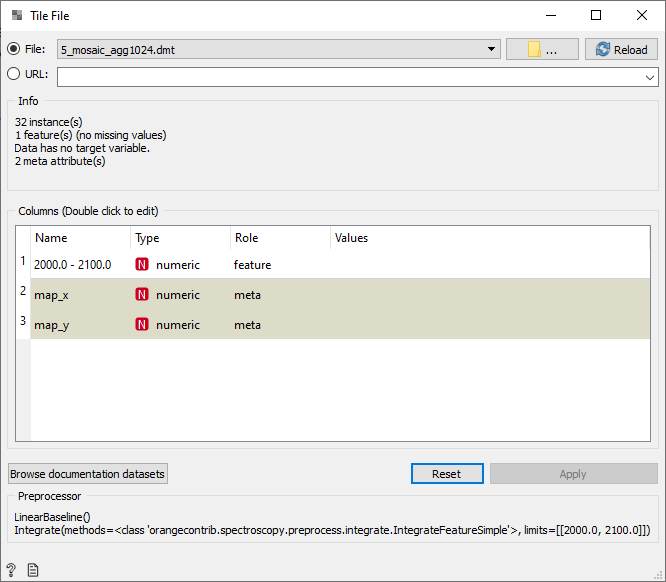 Tile File
File: 5_mosaic_agg1024.dmt ... Reload
URL:
Info
32 instance(s)
1 feature(s) (no missing values)
Data has no target variable.
2 meta attribute(s)
Columns (Double click to edit)
Name Type Role Values
1 2000.0 - 2100.0 N numeric feature
2 map_x N numeric meta
3 map_y N numeric meta
Browse documentation datasets Reset Apply
Preprocessor
LinearBaseline()
Integrate(methods=<class 'orangecontrib.spectroscopy.preprocess.integrate.IntegrateFeatureSimple'>, limits=[[2000.0, 2100.0]])
?